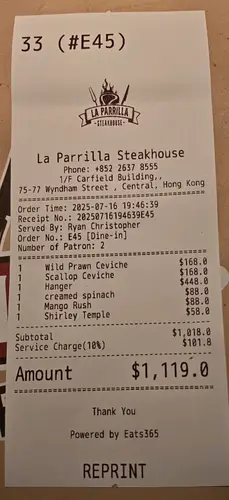 33 (#E45)
LA PARRILLA
STEAKHOUSE
La Parrilla Steakhouse
Phone: +852 2637 8555
1/F Carfield Building,,
75-77 Wyndham Street , Central, Hong Kong
Order Time: 2025-07-16 19:46:39
Receipt No.: 20250716194639E45
Served By: Ryan Christopher
Order No.: E45 [Dine-in]
Number of Patron: 2
1 Wild Prawn Ceviche $168.0
1 Scallop Ceviche $168.0
1 Hanger $448.0
1 creamed spinach $88.0
1 Mango Rush $88.0
1 Shirley Temple $58.0
Subtotal $1,018.0
Service Charge(10%) $101.8
Amount $1,119.0
Thank You
Powered by Eats365
REPRINT